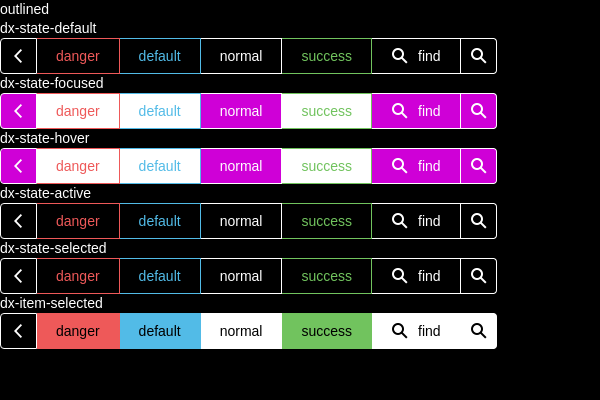 outlined
dx-state-default
danger default normal success find
dx-state-focused
danger default normal success find
dx-state-hover
danger default normal success find
dx-state-active
danger default normal success find
dx-state-selected
danger default normal success find
dx-item-selected
danger default normal success find